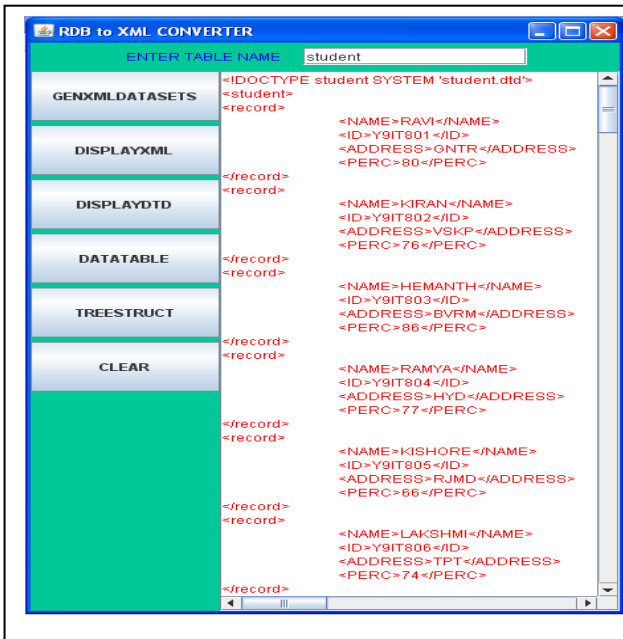 RDB to XML CONVERTER
ENTER TABLE NAME student
GENXMLDATASETS
DISPLAYXML
DISPLAYDTD
DATATABLE
TREESTRUCT
CLEAR
<!DOCTYPE student SYSTEM 'student.dtd'>
<student>
<record>
<NAME>RAVI</NAME>
<ID>Y9IT801</ID>
<ADDRESS>GNTR</ADDRESS>
<PERC>80</PERC>
</record>
<record>
<NAME>KIRAN</NAME>
<ID>Y9IT802</ID>
<ADDRESS>VSKP</ADDRESS>
<PERC>76</PERC>
</record>
<record>
<NAME>HEMANTH</NAME>
<ID>Y9IT803</ID>
<ADDRESS>BVRM</ADDRESS>
<PERC>86</PERC>
</record>
<record>
<NAME>RAMYA</NAME>
<ID>Y9IT804</ID>
<ADDRESS>HYD</ADDRESS>
<PERC>77</PERC>
</record>
<record>
<NAME>KISHORE</NAME>
<ID>Y9IT805</ID>
<ADDRESS>RJMD</ADDRESS>
<PERC>66</PERC>
</record>
<record>
<NAME>LAKSHMI</NAME>
<ID>Y9IT806</ID>
<ADDRESS>TPT</ADDRESS>
<PERC>74</PERC>
</record>